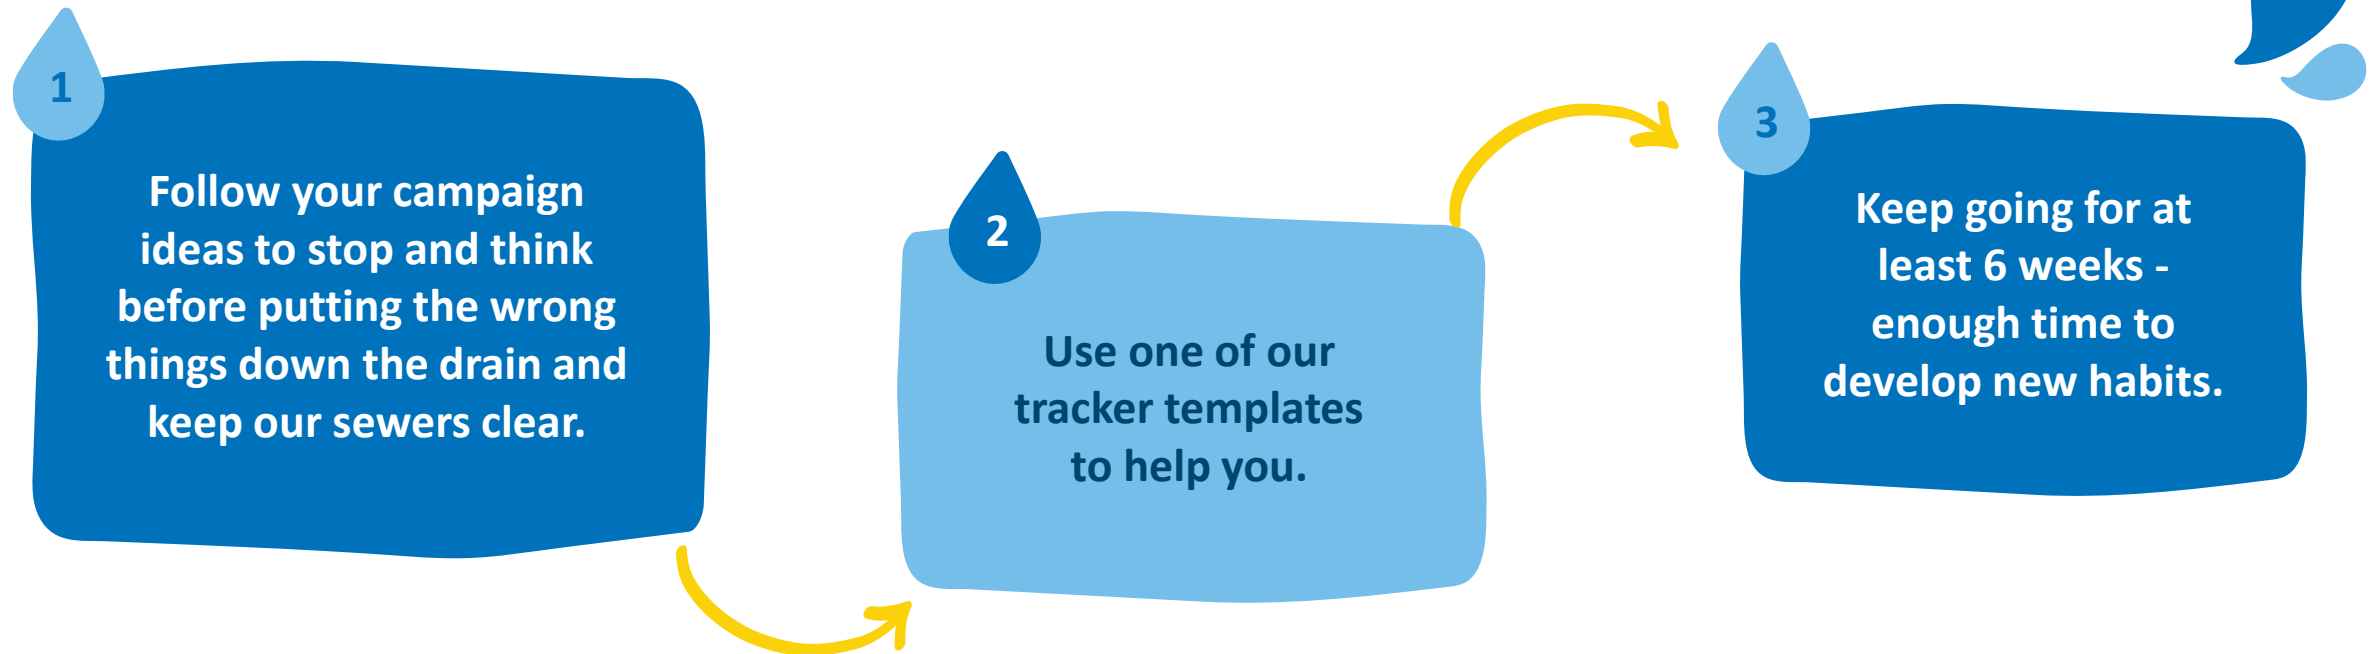 1
Follow your campaign
ideas to stop and think
before putting the wrong
things down the drain and
keep our sewers clear.
2
Use one of our
tracker templates
to help you.
3
Keep going for at
least 6 weeks -
enough time to
develop new habits.